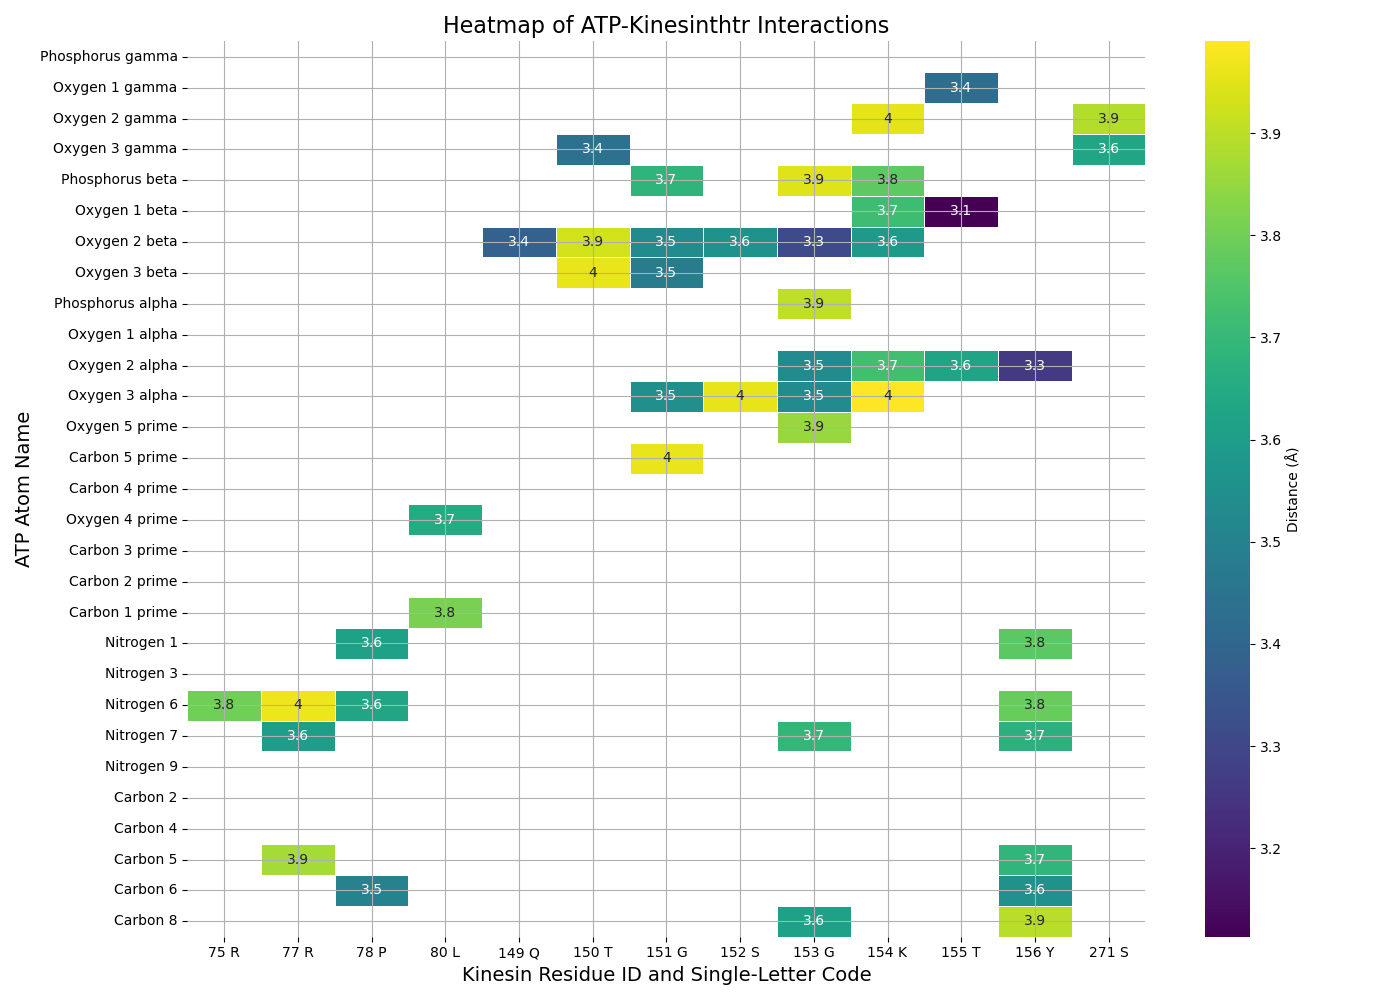 Heatmap of ATP-Kinesinthtr Interactions
Phosphorus gamma
Oxygen 1 gamma 3.4
Oxygen 2 gamma 4 3.9
Oxygen 3 gamma 3.4 3.6
Phosphorus beta 3.7 3.9 3.8
Oxygen 1 beta 3.7 3.1
Oxygen 2 beta 3.4 3.9 3.5 3.6 3.3 3.6
Oxygen 3 beta 4 3.5
Phosphorus alpha 3.9
Oxygen 1 alpha
Oxygen 2 alpha 3.5 3.7 3.6 3.3
Oxygen 3 alpha 3.5 4 3.5 4
Oxygen 5 prime 3.9
Carbon 5 prime 4
Carbon 4 prime
Oxygen 4 prime 3.7
Carbon 3 prime
Carbon 2 prime
Carbon 1 prime 3.8
Nitrogen 1 3.6 3.8
Nitrogen 3
Nitrogen 6 3.8 4 3.6 3.8
Nitrogen 7 3.6 3.7 3.7
Nitrogen 9
Carbon 2
Carbon 4
Carbon 5 3.9 3.7
Carbon 6 3.5 3.6
Carbon 8 3.6 3.9
75 R 77 R 78 P 80 L 149 Q 150 T 151 G 152 S 153 G 154 K 155 T 156 Y 271 S
Kinesin Residue ID and Single-Letter Code
ATP Atom Name
3.9
3.8
3.7
3.6
3.5
3.4
3.3
3.2
Distance (Å)